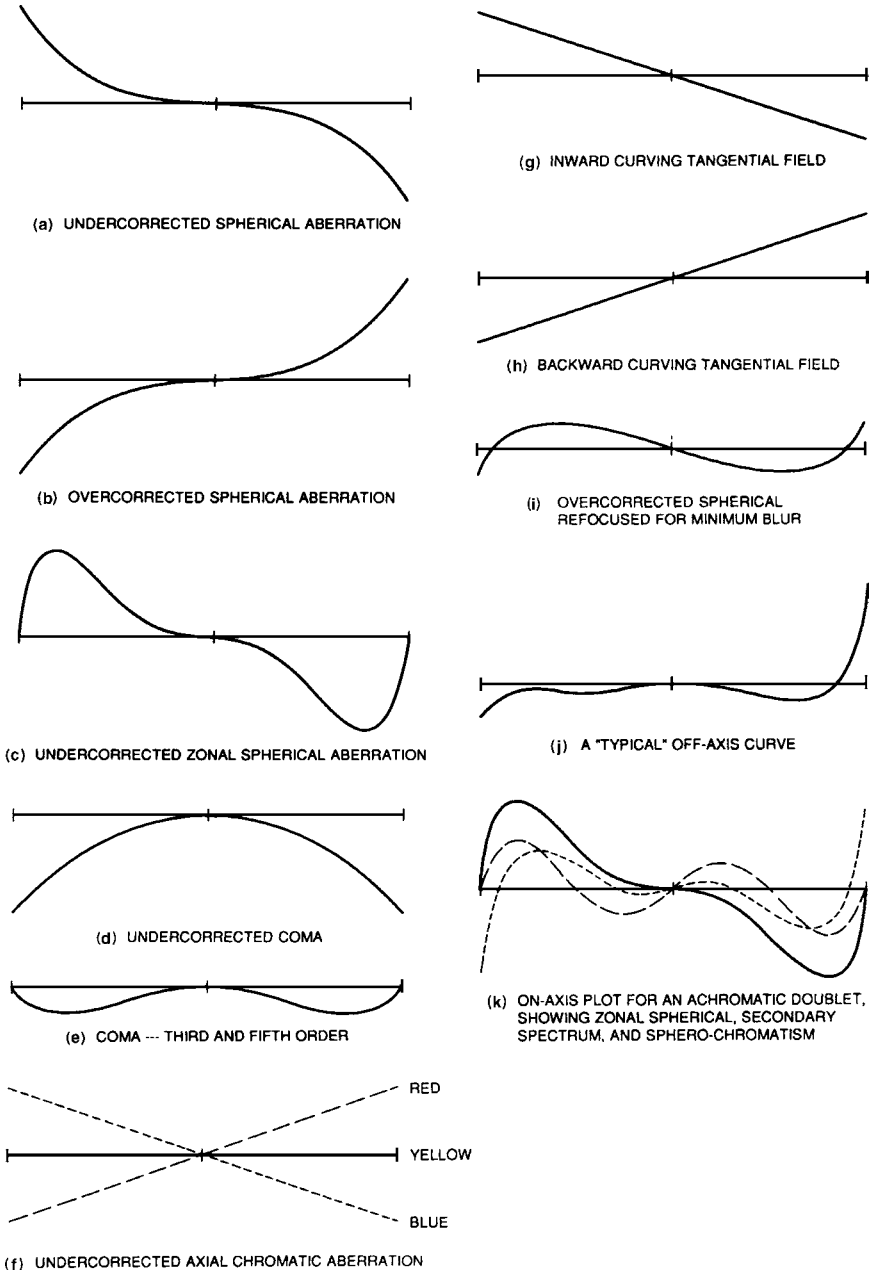 (a) UNDERCORRECTED SPHERICAL ABERRATION
(b) OVERCORRECTED SPHERICAL ABERRATION
(c) UNDERCORRECTED ZONAL SPHERICAL ABERRATION
(d) UNDERCORRECTED COMA
(e) COMA --- THIRD AND FIFTH ORDER
RED
YELLOW
BLUE
(f) UNDERCORRECTED AXIAL CHROMATIC ABERRATION
(g) INWARD CURVING TANGENTIAL FIELD
(h) BACKWARD CURVING TANGENTIAL FIELD
(i) OVERCORRECTED SPHERICAL
REFOCUSED FOR MINIMUM BLUR
(j) A "TYPICAL" OFF-AXIS CURVE
(k) ON-AXIS PLOT FOR AN ACHROMATIC DOUBLET,
SHOWING ZONAL SPHERICAL, SECONDARY
SPECTRUM, AND SPHERO-CHROMATISM